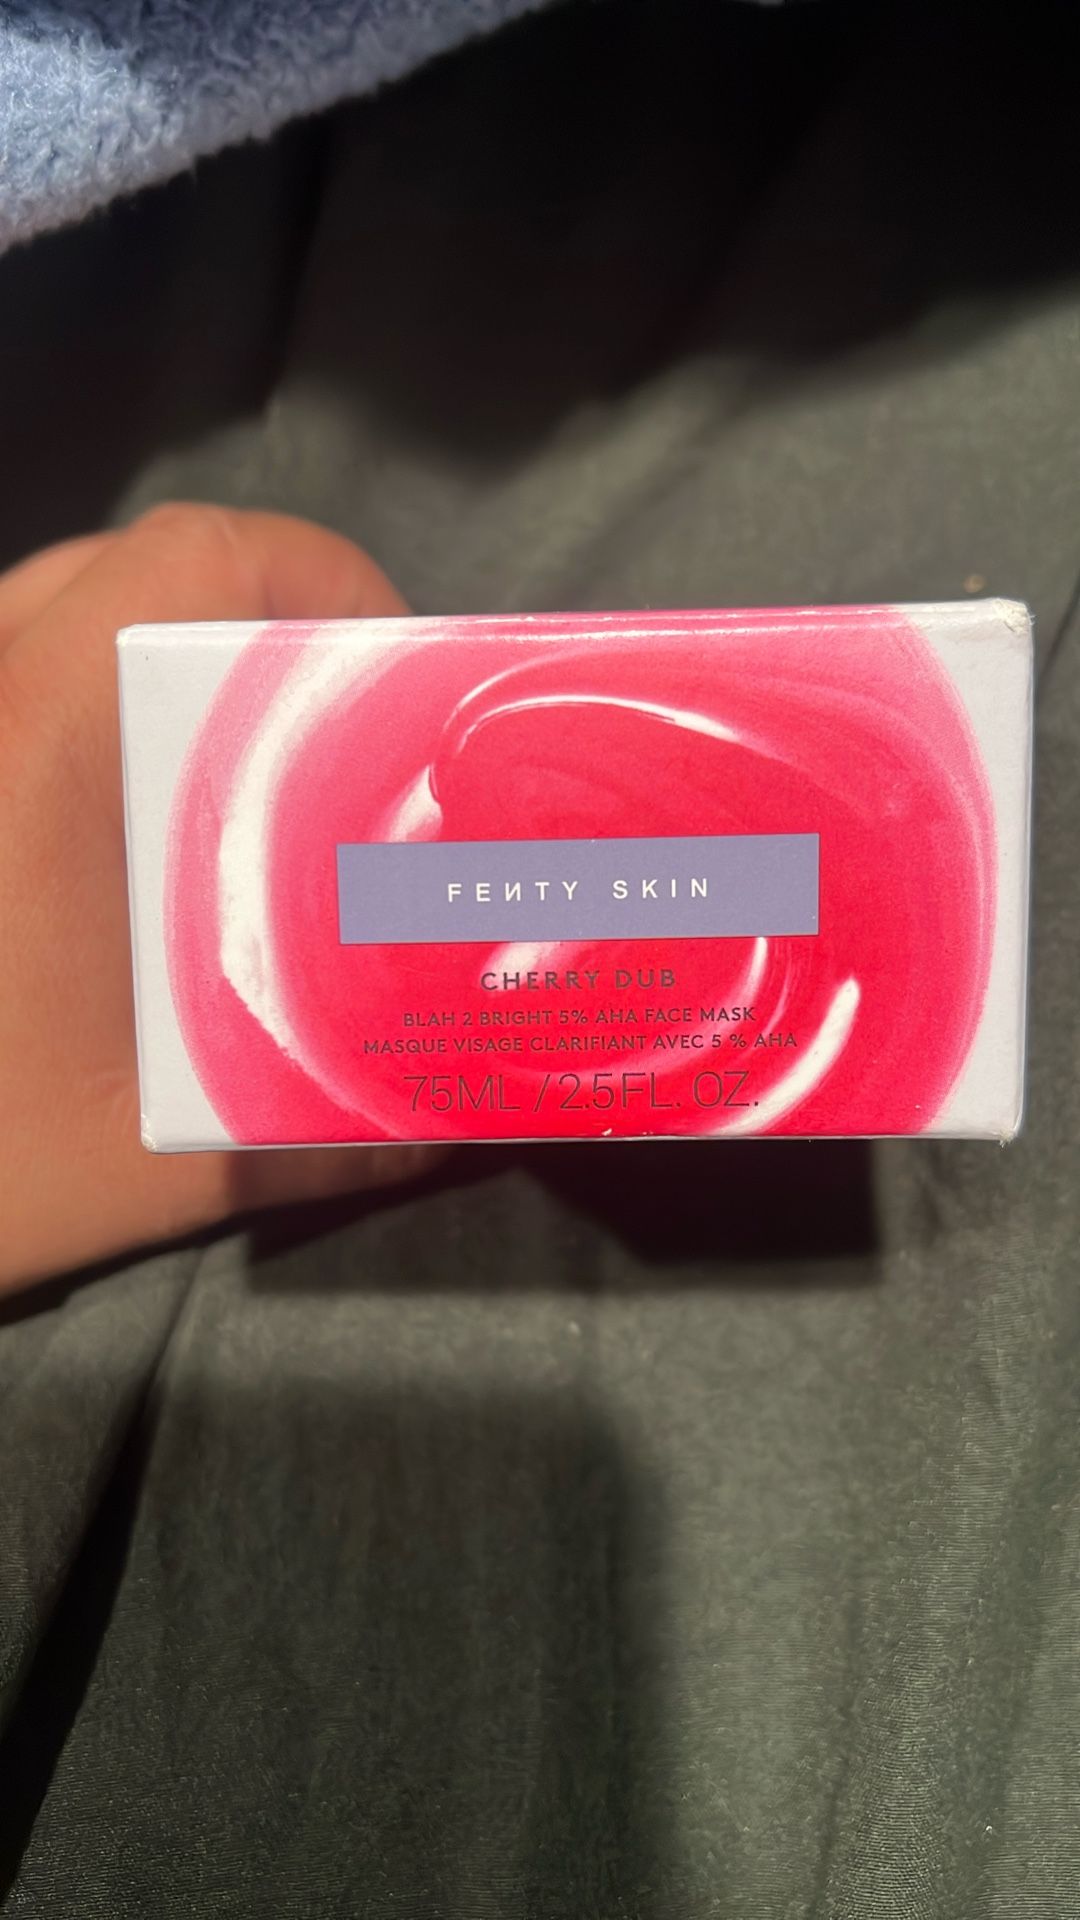 FEИTY SKIN
CHERRY DUB
BLAH 2 BRIGHT 5% AHA FACE MASK
MASQUE VISAGE CLARIFIANT AVEC 5 % AHA
75ML / 2.5FL. OZ.